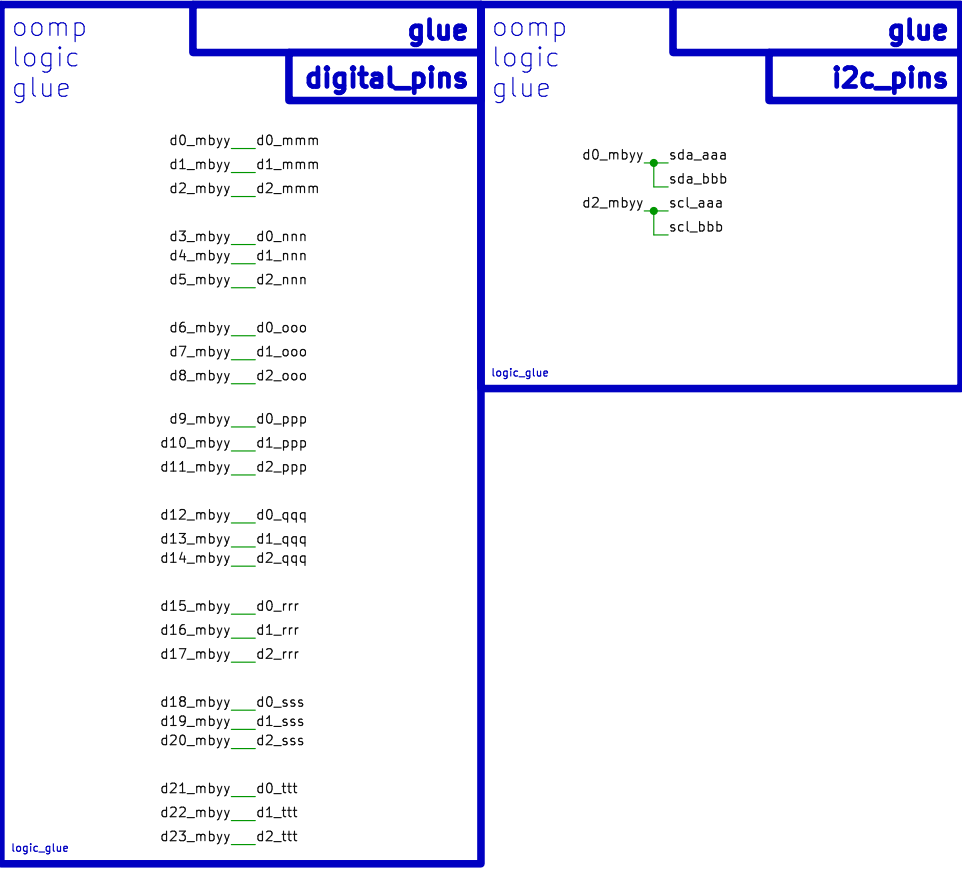 oomp
logic
glue
glue
digital_pins
d0_mbyy d0_mmm
d1_mbyy d1_mmm
d2_mbyy d2_mmm
d3_mbyy d0_nnn
d4_mbyy d1_nnn
d5_mbyy d2_nnn
d6_mbyy d0_ooo
d7_mbyy d1_ooo
d8_mbyy d2_ooo
d9_mbyy d0_ppp
d10_mbyy d1_ppp
d11_mbyy d2_ppp
d12_mbyy d0_qqq
d13_mbyy d1_qqq
d14_mbyy d2_qqq
d15_mbyy d0_rrr
d16_mbyy d1_rrr
d17_mbyy d2_rrr
d18_mbyy d0_sss
d19_mbyy d1_sss
d20_mbyy d2_sss
d21_mbyy d0_ttt
d22_mbyy d1_ttt
d23_mbyy d2_ttt
logic_glue
oomp
logic
glue
glue
i2c_pins
d0_mbyy sda_aaa
sda_bbb
d2_mbyy scl_aaa
scl_bbb
logic_glue